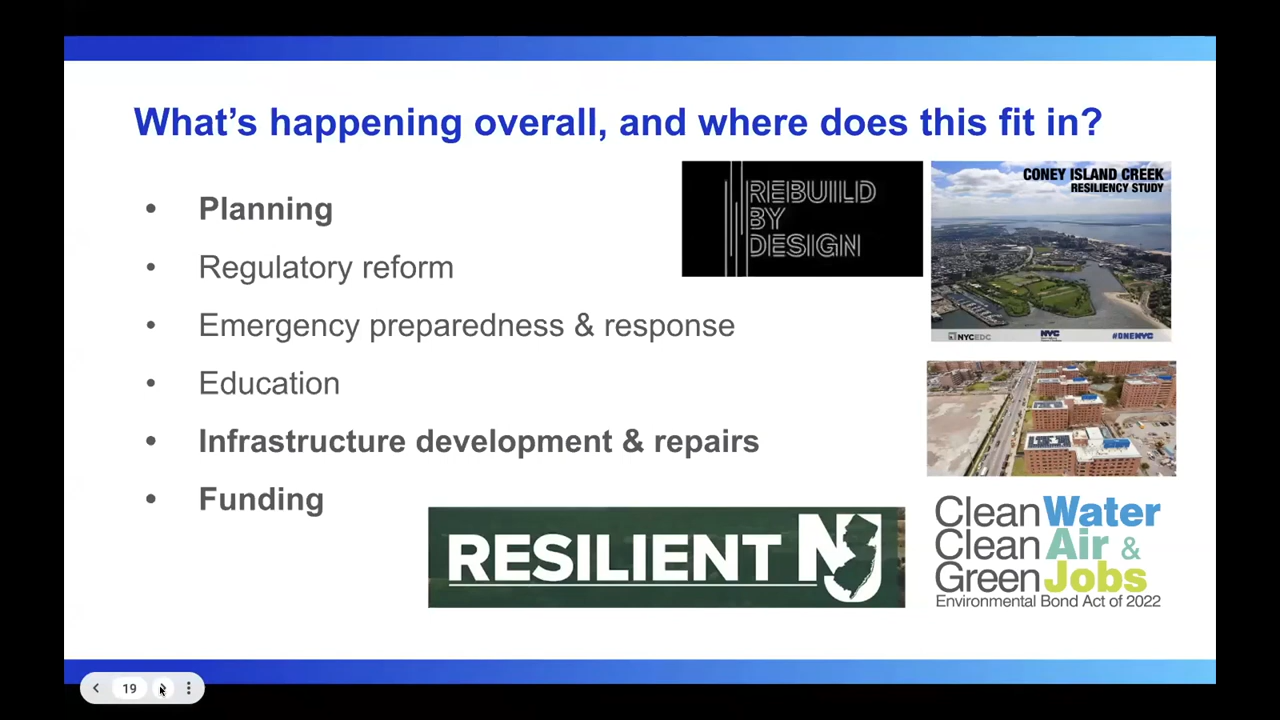 What's happening overall, and where does this fit in?
• Planning
• Regulatory reform
• Emergency preparedness & response
• Education
• Infrastructure development & repairs
• Funding
REBUILD
BY
DESIGN
CONEY ISLAND CREEK
RESILIENCY STUDY
NYCEDC
NYC
#ONENYC
RESILIENT NJ
Clean Water
Clean Air &
Green Jobs
Environmental Bond Act of 2022
19